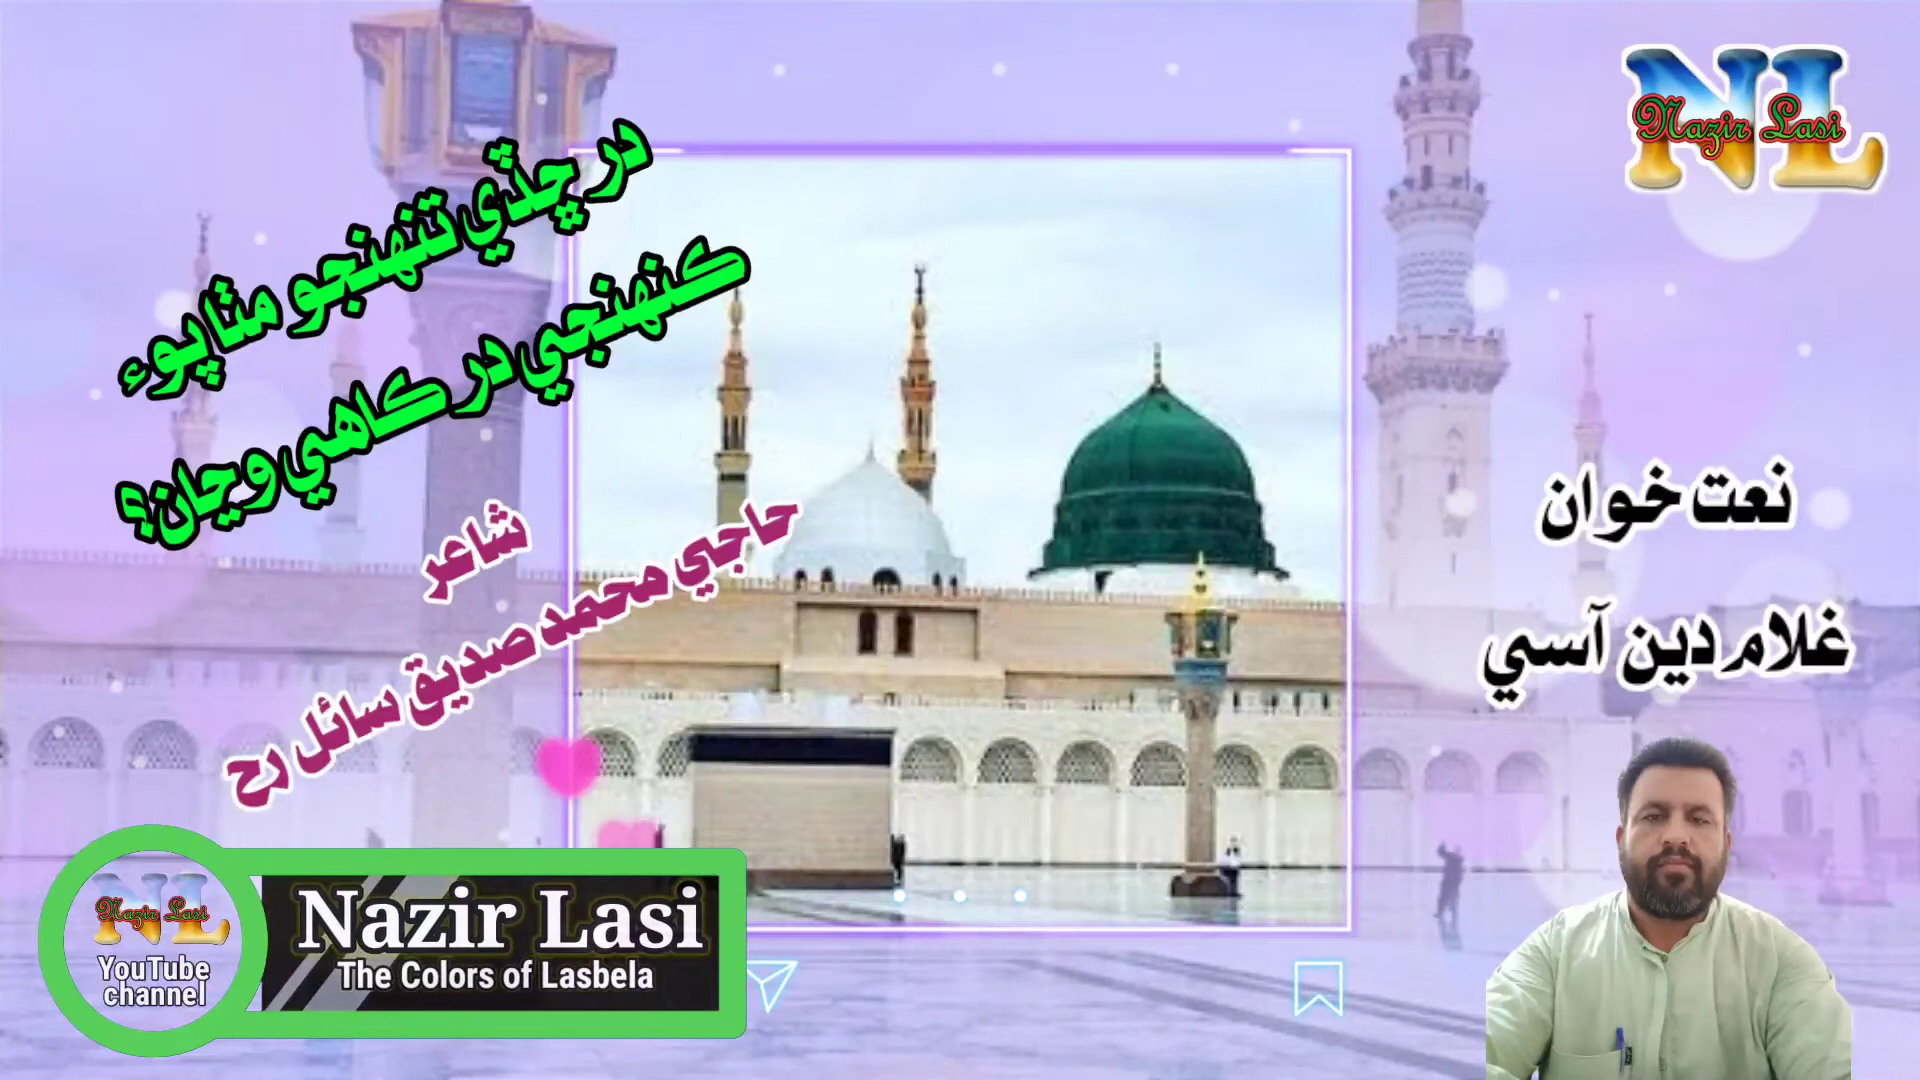 در ڇڏي تنهنجو مٺا پوءِ
ڪنهنجي در ڪاهي وڃان؟
شاعر
حاجي محمد صديق سائل رح
NL
Nazir Lasi
نعت خوان
غلام دين آسي
NL
Nazir Lasi
YouTube
channel
Nazir Lasi
The Colors of Lasbela